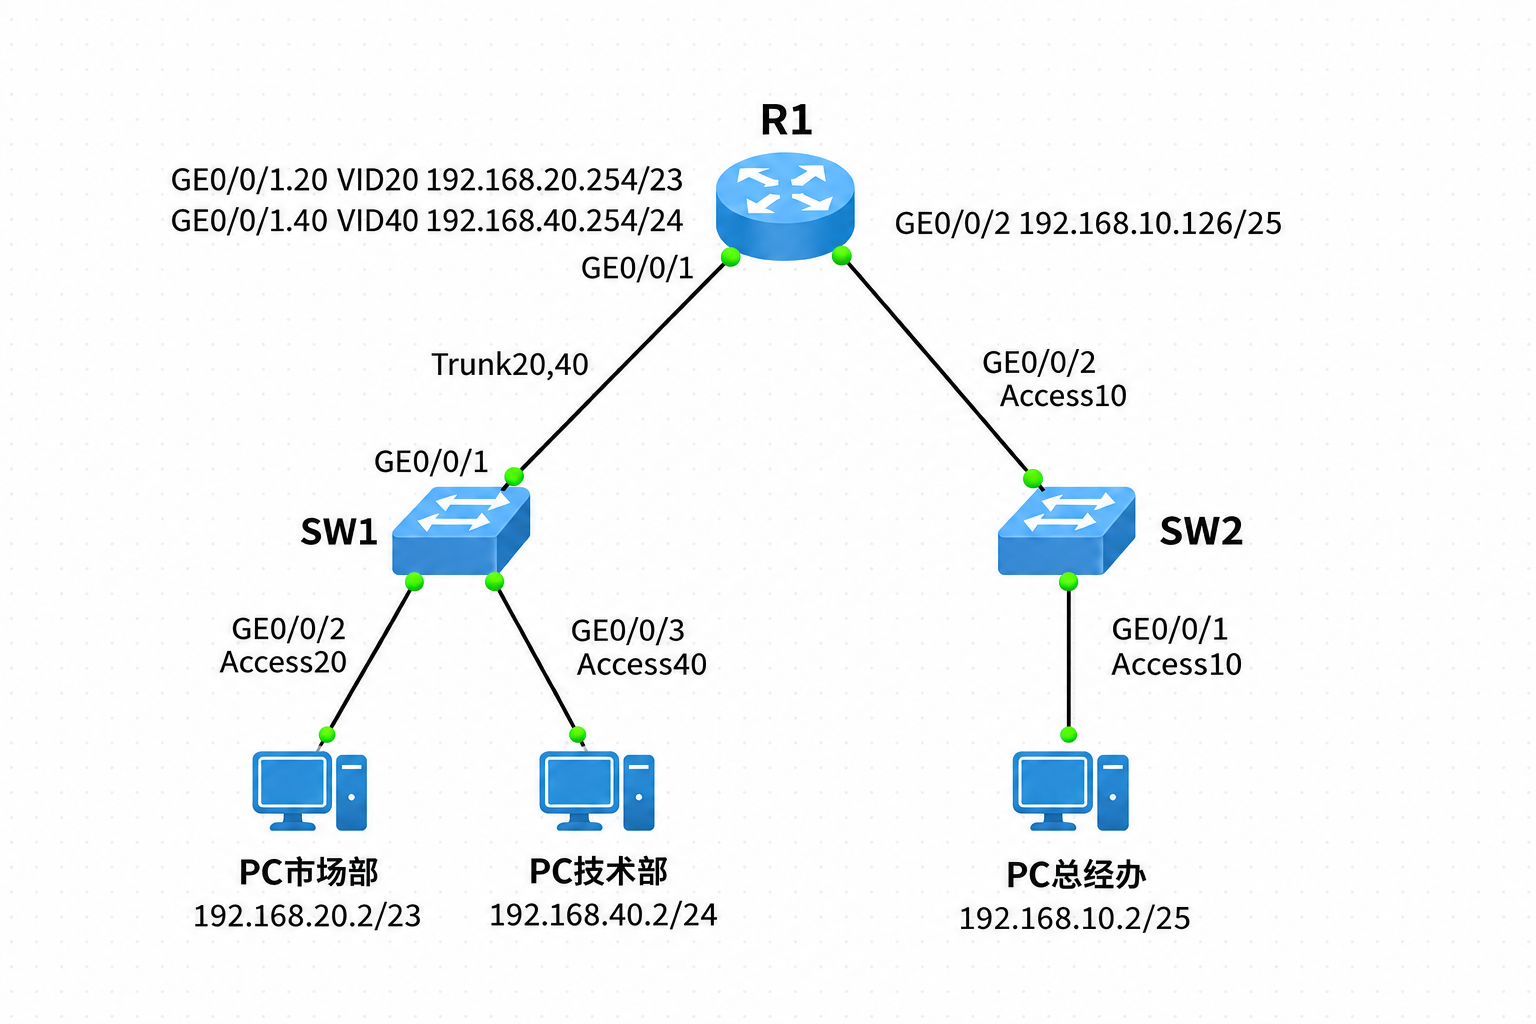 R1
GE0/0/1.20 VID20 192.168.20.254/23
GE0/0/1.40 VID40 192.168.40.254/24
GE0/0/2 192.168.10.126/25
GE0/0/1
Trunk20,40
GE0/0/2
Access10
GE0/0/1
SW1
SW2
GE0/0/2
Access20
GE0/0/3
Access40
GE0/0/1
Access10
PC市场部
192.168.20.2/23
PC技术部
192.168.40.2/24
PC总经办
192.168.10.2/25